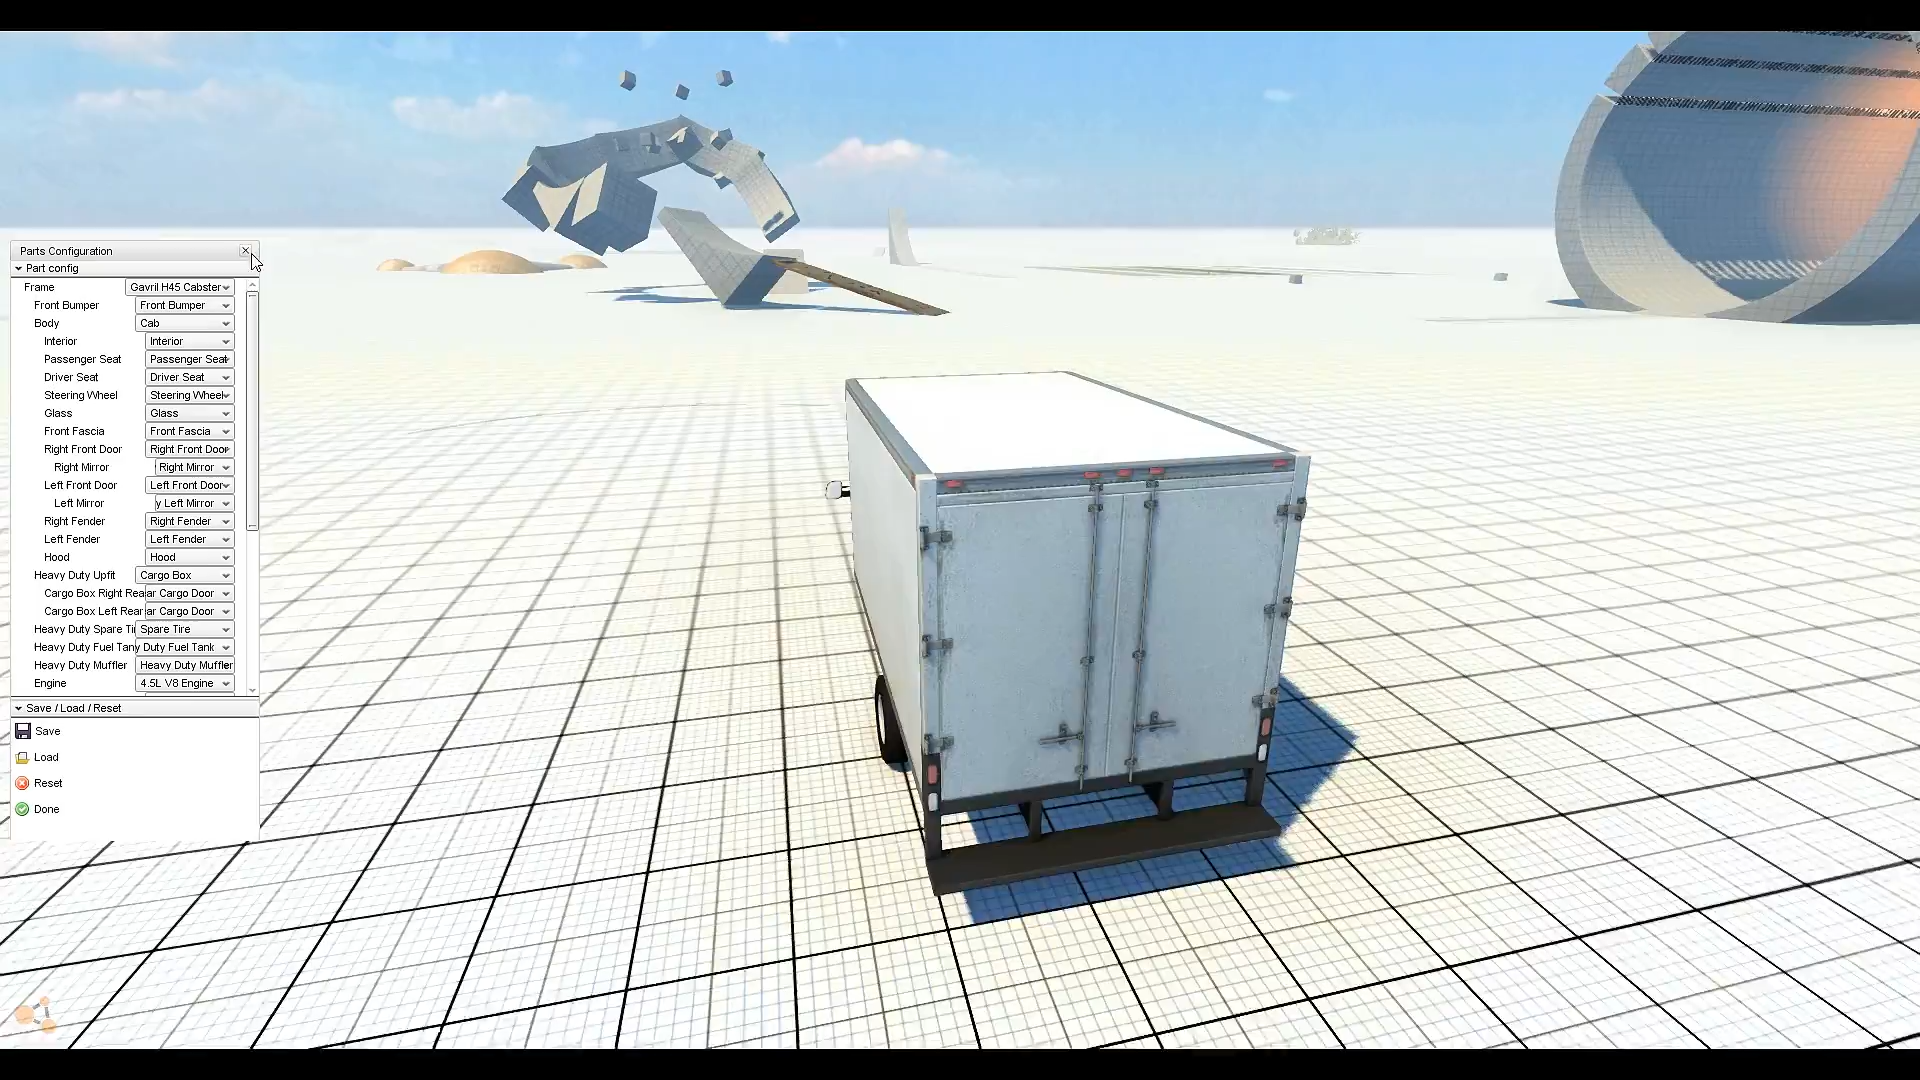 Parts Configuration
Part config
Frame Gavril H45 Cabster
Front Bumper Front Bumper
Body Cab
Interior Interior
Passenger Seat Passenger Seat
Driver Seat Driver Seat
Steering Wheel Steering Wheel
Glass Glass
Front Fascia Front Fascia
Right Front Door Right Front Door
Right Mirror Right Mirror
Left Front Door Left Front Door
Left Mirror y Left Mirror
Right Fender Right Fender
Left Fender Left Fender
Hood Hood
Heavy Duty Upfit Cargo Box
Cargo Box Right Rear Cargo Door
Cargo Box Left Rear Cargo Door
Heavy Duty Spare Tir Spare Tire
Heavy Duty Fuel Tan y Duty Fuel Tank
Heavy Duty Muffler Heavy Duty Muffler
Engine 4.5L V8 Engine
Save / Load / Reset
Save
Load
Reset
Done